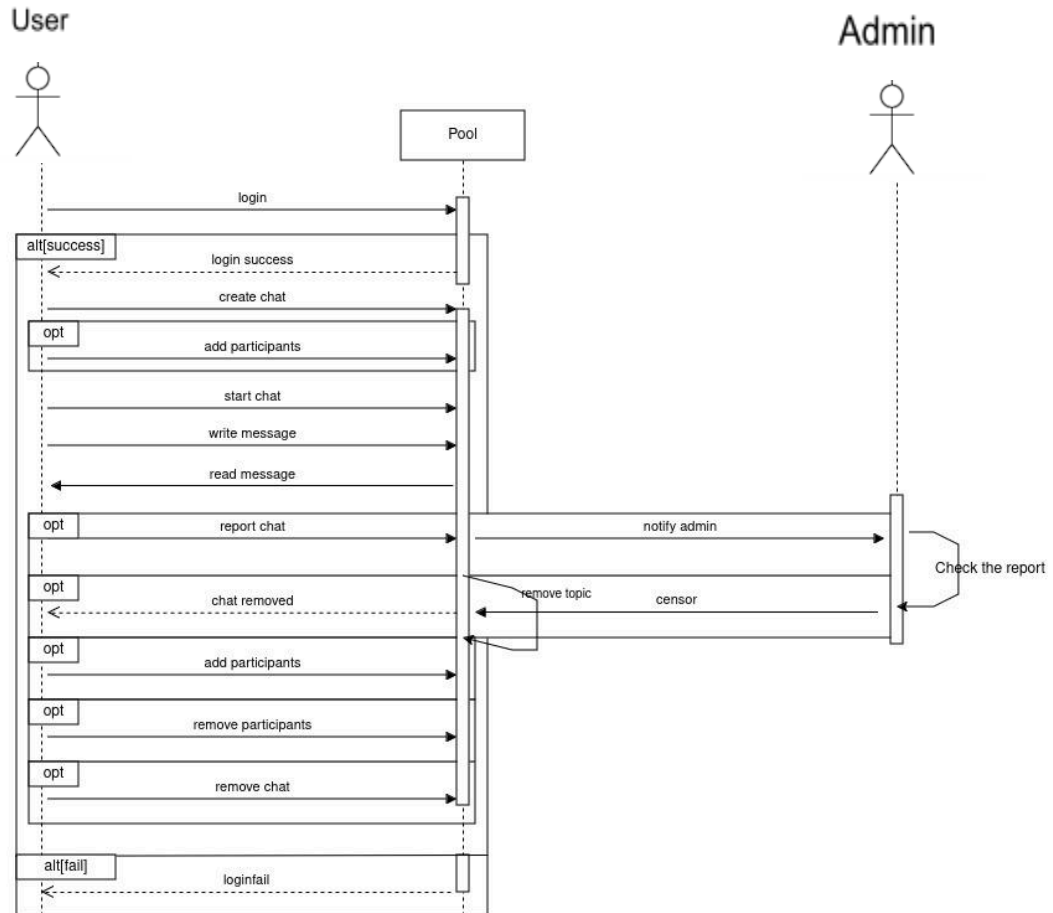 User
Admin
Pool
login
alt[success]
login success
create chat
opt
add participants
start chat
write message
read message
opt
report chat
notify admin
Check the report
opt
chat removed
remove topic
censor
opt
add participants
opt
remove participants
opt
remove chat
alt[fail]
loginfail